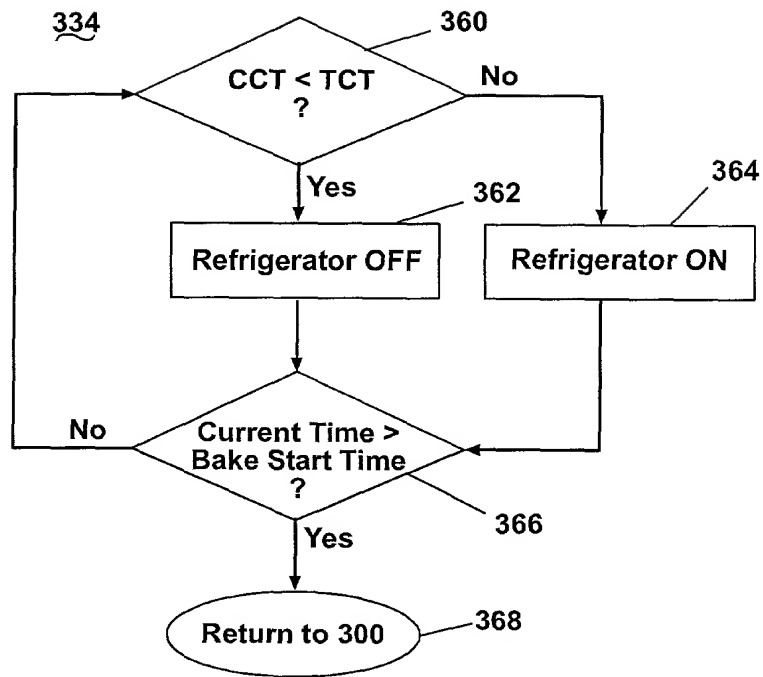 334
360
CCT < TCT
?
No
Yes
362
364
Refrigerator OFF
Refrigerator ON
No
Current Time >
Bake Start Time
?
366
Yes
Return to 300
368